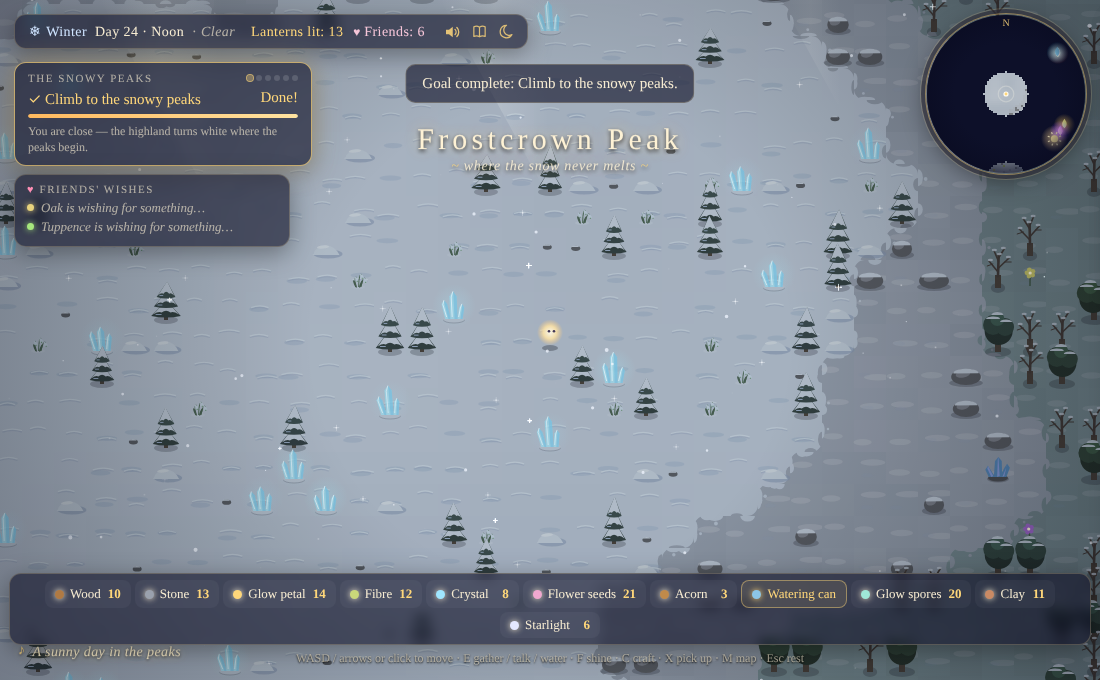 Winter Day 24 · Noon · Clear Lanterns lit: 13 ♥ Friends: 6
N
THE SNOWY PEAKS
✓ Climb to the snowy peaks Done!
You are close — the highland turns white where the
peaks begin.
Goal complete: Climb to the snowy peaks.
Frostcrown Peak
~ where the snow never melts ~
♥ FRIENDS' WISHES
Oak is wishing for something…
Tuppence is wishing for something…
Wood 10 Stone 13 Glow petal 14 Fibre 12 Crystal 8 Flower seeds 21 Acorn 3 Watering can Glow spores 20 Clay 11
Starlight 6
♪ A sunny day in the peaks
WASD / arrows or click to move · E gather / talk / water · F shine · C craft · X pick up · M map · Esc rest